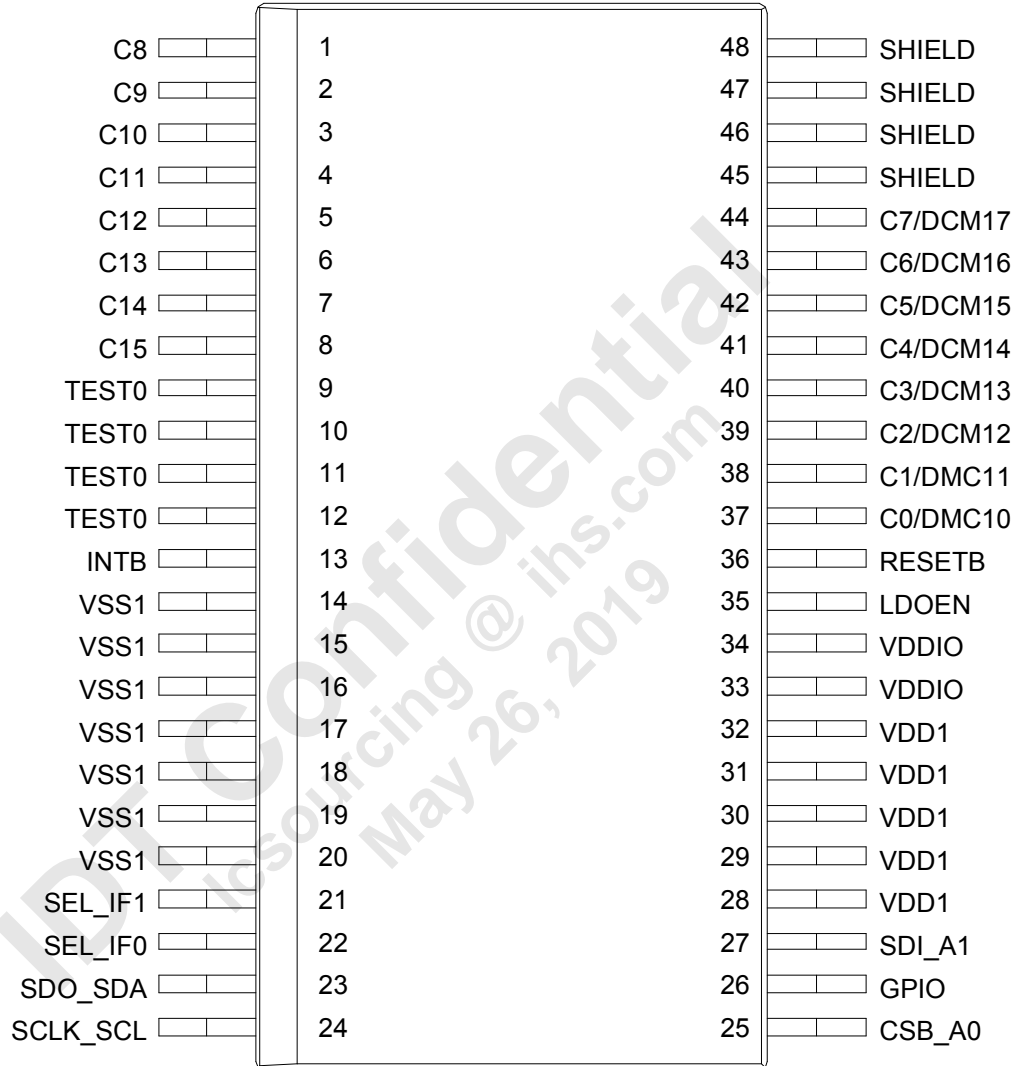 C8 1 48 SHIELD
C9 2 47 SHIELD
C10 3 46 SHIELD
C11 4 45 SHIELD
C12 5 44 C7/DCM17
C13 6 43 C6/DCM16
C14 7 42 C5/DCM15
C15 8 41 C4/DCM14
TEST0 9 40 C3/DCM13
TEST0 10 39 C2/DCM12
TEST0 11 38 C1/DMC11
TEST0 12 37 C0/DMC10
INTB 13 36 RESETB
VSS1 14 35 LDOEN
VSS1 15 34 VDDIO
VSS1 16 33 VDDIO
VSS1 17 32 VDD1
VSS1 18 31 VDD1
VSS1 19 30 VDD1
VSS1 20 29 VDD1
SEL_IF1 21 28 VDD1
SEL_IF0 22 27 SDI_A1
SDO_SDA 23 26 GPIO
SCLK_SCL 24 25 CSB_A0
IDT Confidential
Icsourcing @ ihs.com
May 26, 2019